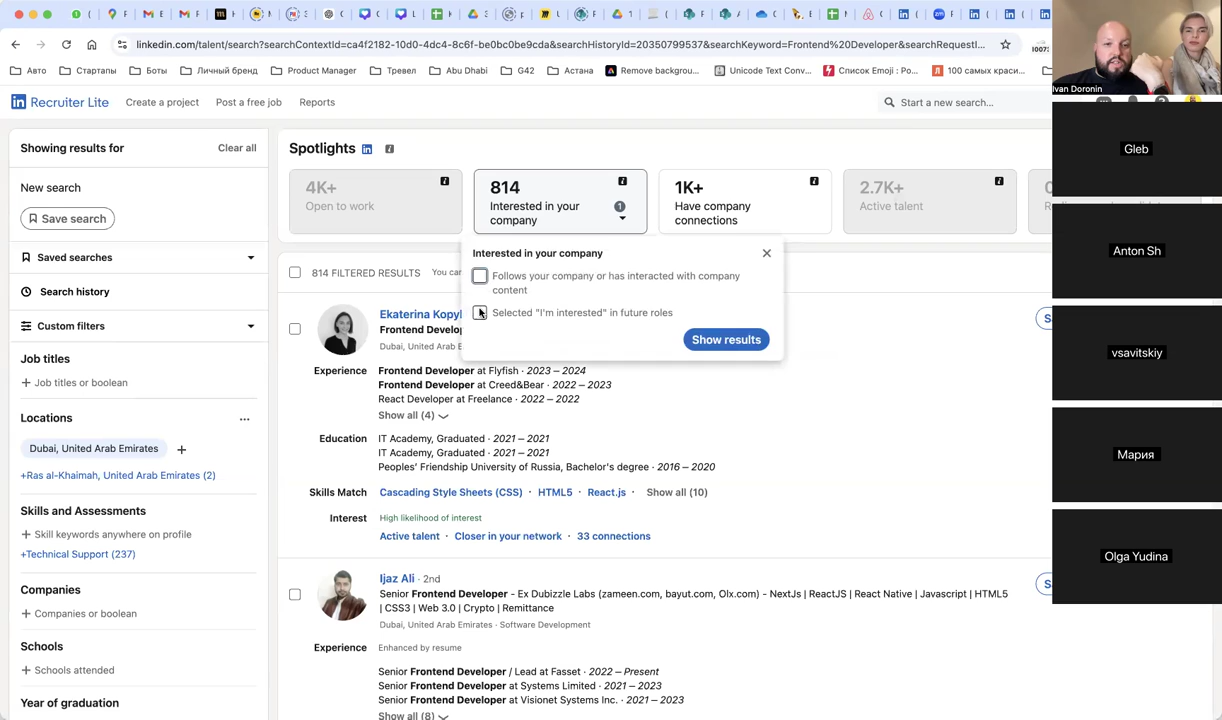 linkedin.com/talent/search?searchContextId=ca4f2182-10d0-4dc4-8c6f-be0bc0be9cda&searchHistoryId=20350799537&searchKeyword=Frontend%20Developer&searchRequestI...
Авто
Стартапы
Боты
Личный бренд
Product Manager
Тревел
Abu Dhabi
G42
Астана
Remove backgrou...
Unicode Text Conv...
Список Emoji : Po...
100 самых краси...
Ivan Doronin
in Recruiter Lite
Create a project
Post a free job
Reports
Start a new search...
Showing results for
Clear all
New search
Save search
Saved searches
Search history
Custom filters
Job titles
+ Job titles or boolean
Locations
...
Dubai, United Arab Emirates +
+Ras al-Khaimah, United Arab Emirates (2)
Skills and Assessments
+ Skill keywords anywhere on profile
+Technical Support (237)
Companies
+ Companies or boolean
Schools
+ Schools attended
Year of graduation
Spotlights in
4K+
Open to work
814
Interested in your
company
1
1K+
Have company
connections
2.7K+
Active talent
Interested in your company
Follows your company or has interacted with company
content
Selected "I'm interested" in future roles
Show results
814 FILTERED RESULTS You can
Ekaterina Kopy
Frontend Develop
Dubai, United Arab E
Experience
Frontend Developer at Flyfish · 2023 – 2024
Frontend Developer at Creed&Bear · 2022 – 2023
React Developer at Freelance · 2022 – 2022
Show all (4)
Education
IT Academy, Graduated · 2021 – 2021
IT Academy, Graduated · 2021 – 2021
Peoples' Friendship University of Russia, Bachelor's degree · 2016 – 2020
Skills Match
Cascading Style Sheets (CSS) · HTML5 · React.js · Show all (10)
Interest
High likelihood of interest
Active talent · Closer in your network · 33 connections
Ijaz Ali · 2nd
Senior Frontend Developer - Ex Dubizzle Labs (zameen.com, bayut.com, Olx.com) - NextJs | ReactJS | React Native | Javascript | HTML5
| CSS3 | Web 3.0 | Crypto | Remittance
Dubai, United Arab Emirates · Software Development
Experience
Enhanced by resume
Senior Frontend Developer / Lead at Fasset · 2022 – Present
Senior Frontend Developer at Systems Limited · 2021 – 2023
Senior Frontend Developer at Visionet Systems Inc. · 2021 – 2023
Show all (8)
Gleb
Anton Sh
vsavitskiy
Мария
Olga Yudina